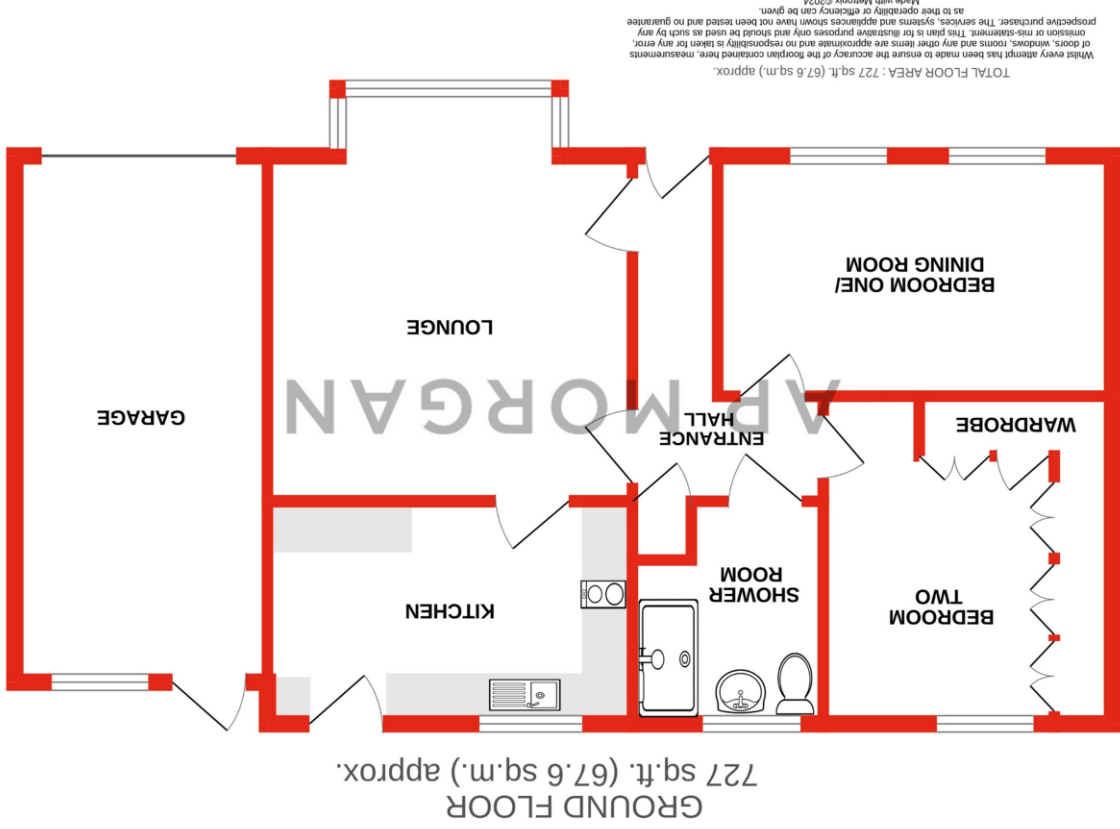 GROUND FLOOR
727 sq.ft. (67.6 sq.m.) approx.
BEDROOM
TWO
SHOWER
ROOM
KITCHEN
WARDROBE
ENTRANCE
HALL
GARAGE
AP MORGAN
LOUNGE
BEDROOM ONE/
DINING ROOM
TOTAL FLOOR AREA : 727 sq.ft. (67.6 sq.m.) approx.
Whilst every attempt has been made to ensure the accuracy of the floorplan contained here, measurements
of doors, windows, rooms and any other items are approximate and no responsibility is taken for any error,
omission or mis-statement. This plan is for illustrative purposes only and should be used as such by any
prospective purchaser. The services, systems and appliances shown have not been tested and no guarantee
as to their operability or efficiency can be given.
Made with Metropix ©2024